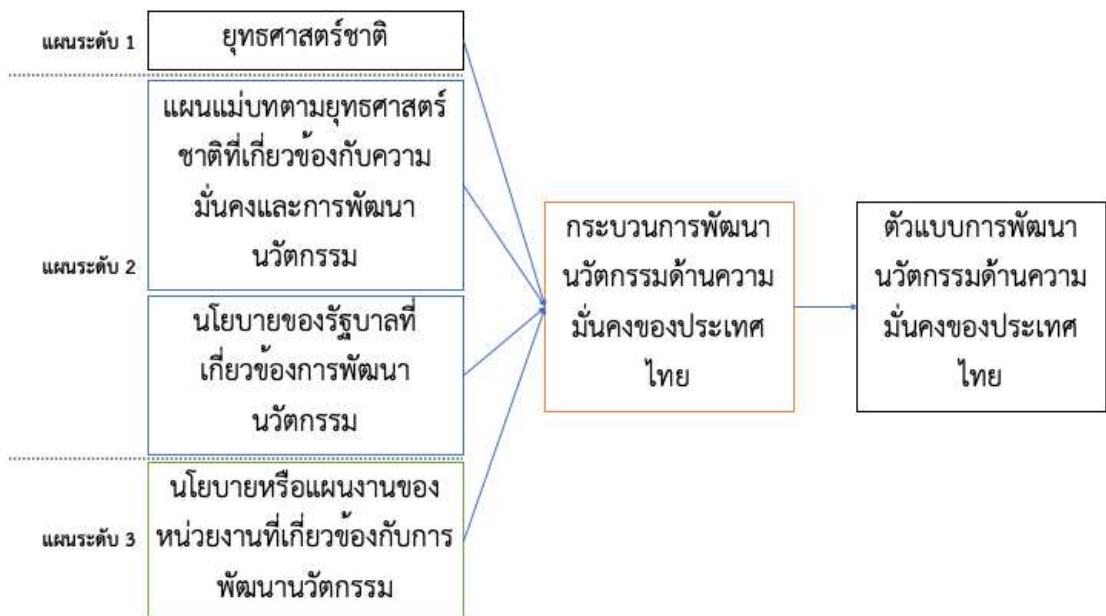 แผนระดับ 1
ยุทธศาสตร์ชาติ
แผนระดับ 2
แผนแม่บทตามยุทธศาสตร์
ชาติที่เกี่ยวข้องกับความ
มั่นคงและการพัฒนา
นวัตกรรม
นโยบายของรัฐบาลที่
เกี่ยวข้องการพัฒนา
นวัตกรรม
แผนระดับ 3
นโยบายหรือแผนงานของ
หน่วยงานที่เกี่ยวข้องกับการ
พัฒนานวัตกรรม
กระบวนการพัฒนา
นวัตกรรมด้านความ
มั่นคงของประเทศ
ไทย
ตัวแบบการพัฒนา
นวัตกรรมด้านความ
มั่นคงของประเทศ
ไทย